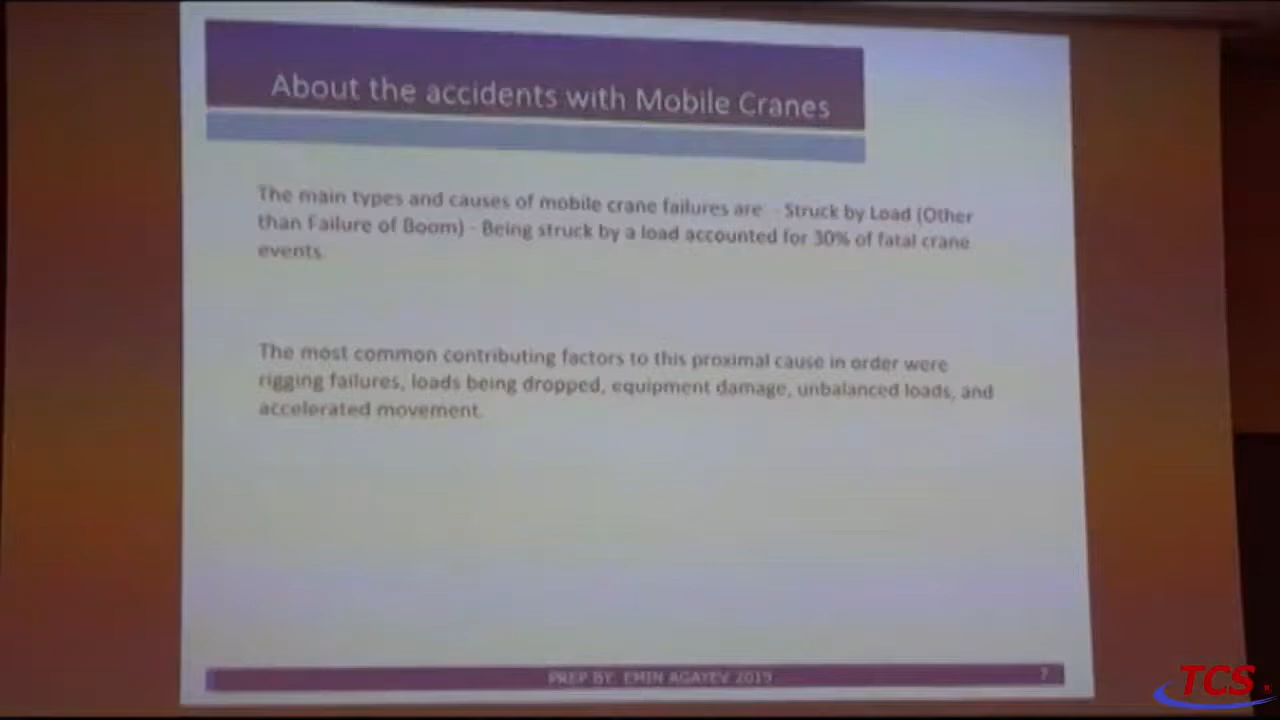 About the accidents with Mobile Cranes
The main types and causes of mobile crane failures are - Struck by Load (Other
than Failure of Boom) - Being struck by a load accounted for 30% of fatal crane
events.
The most common contributing factors to this proximal cause in order were
rigging failures, loads being dropped, equipment damage, unbalanced loads, and
accelerated movement.
PREP BY: EMIN AGAYEV 2019
7
TCS